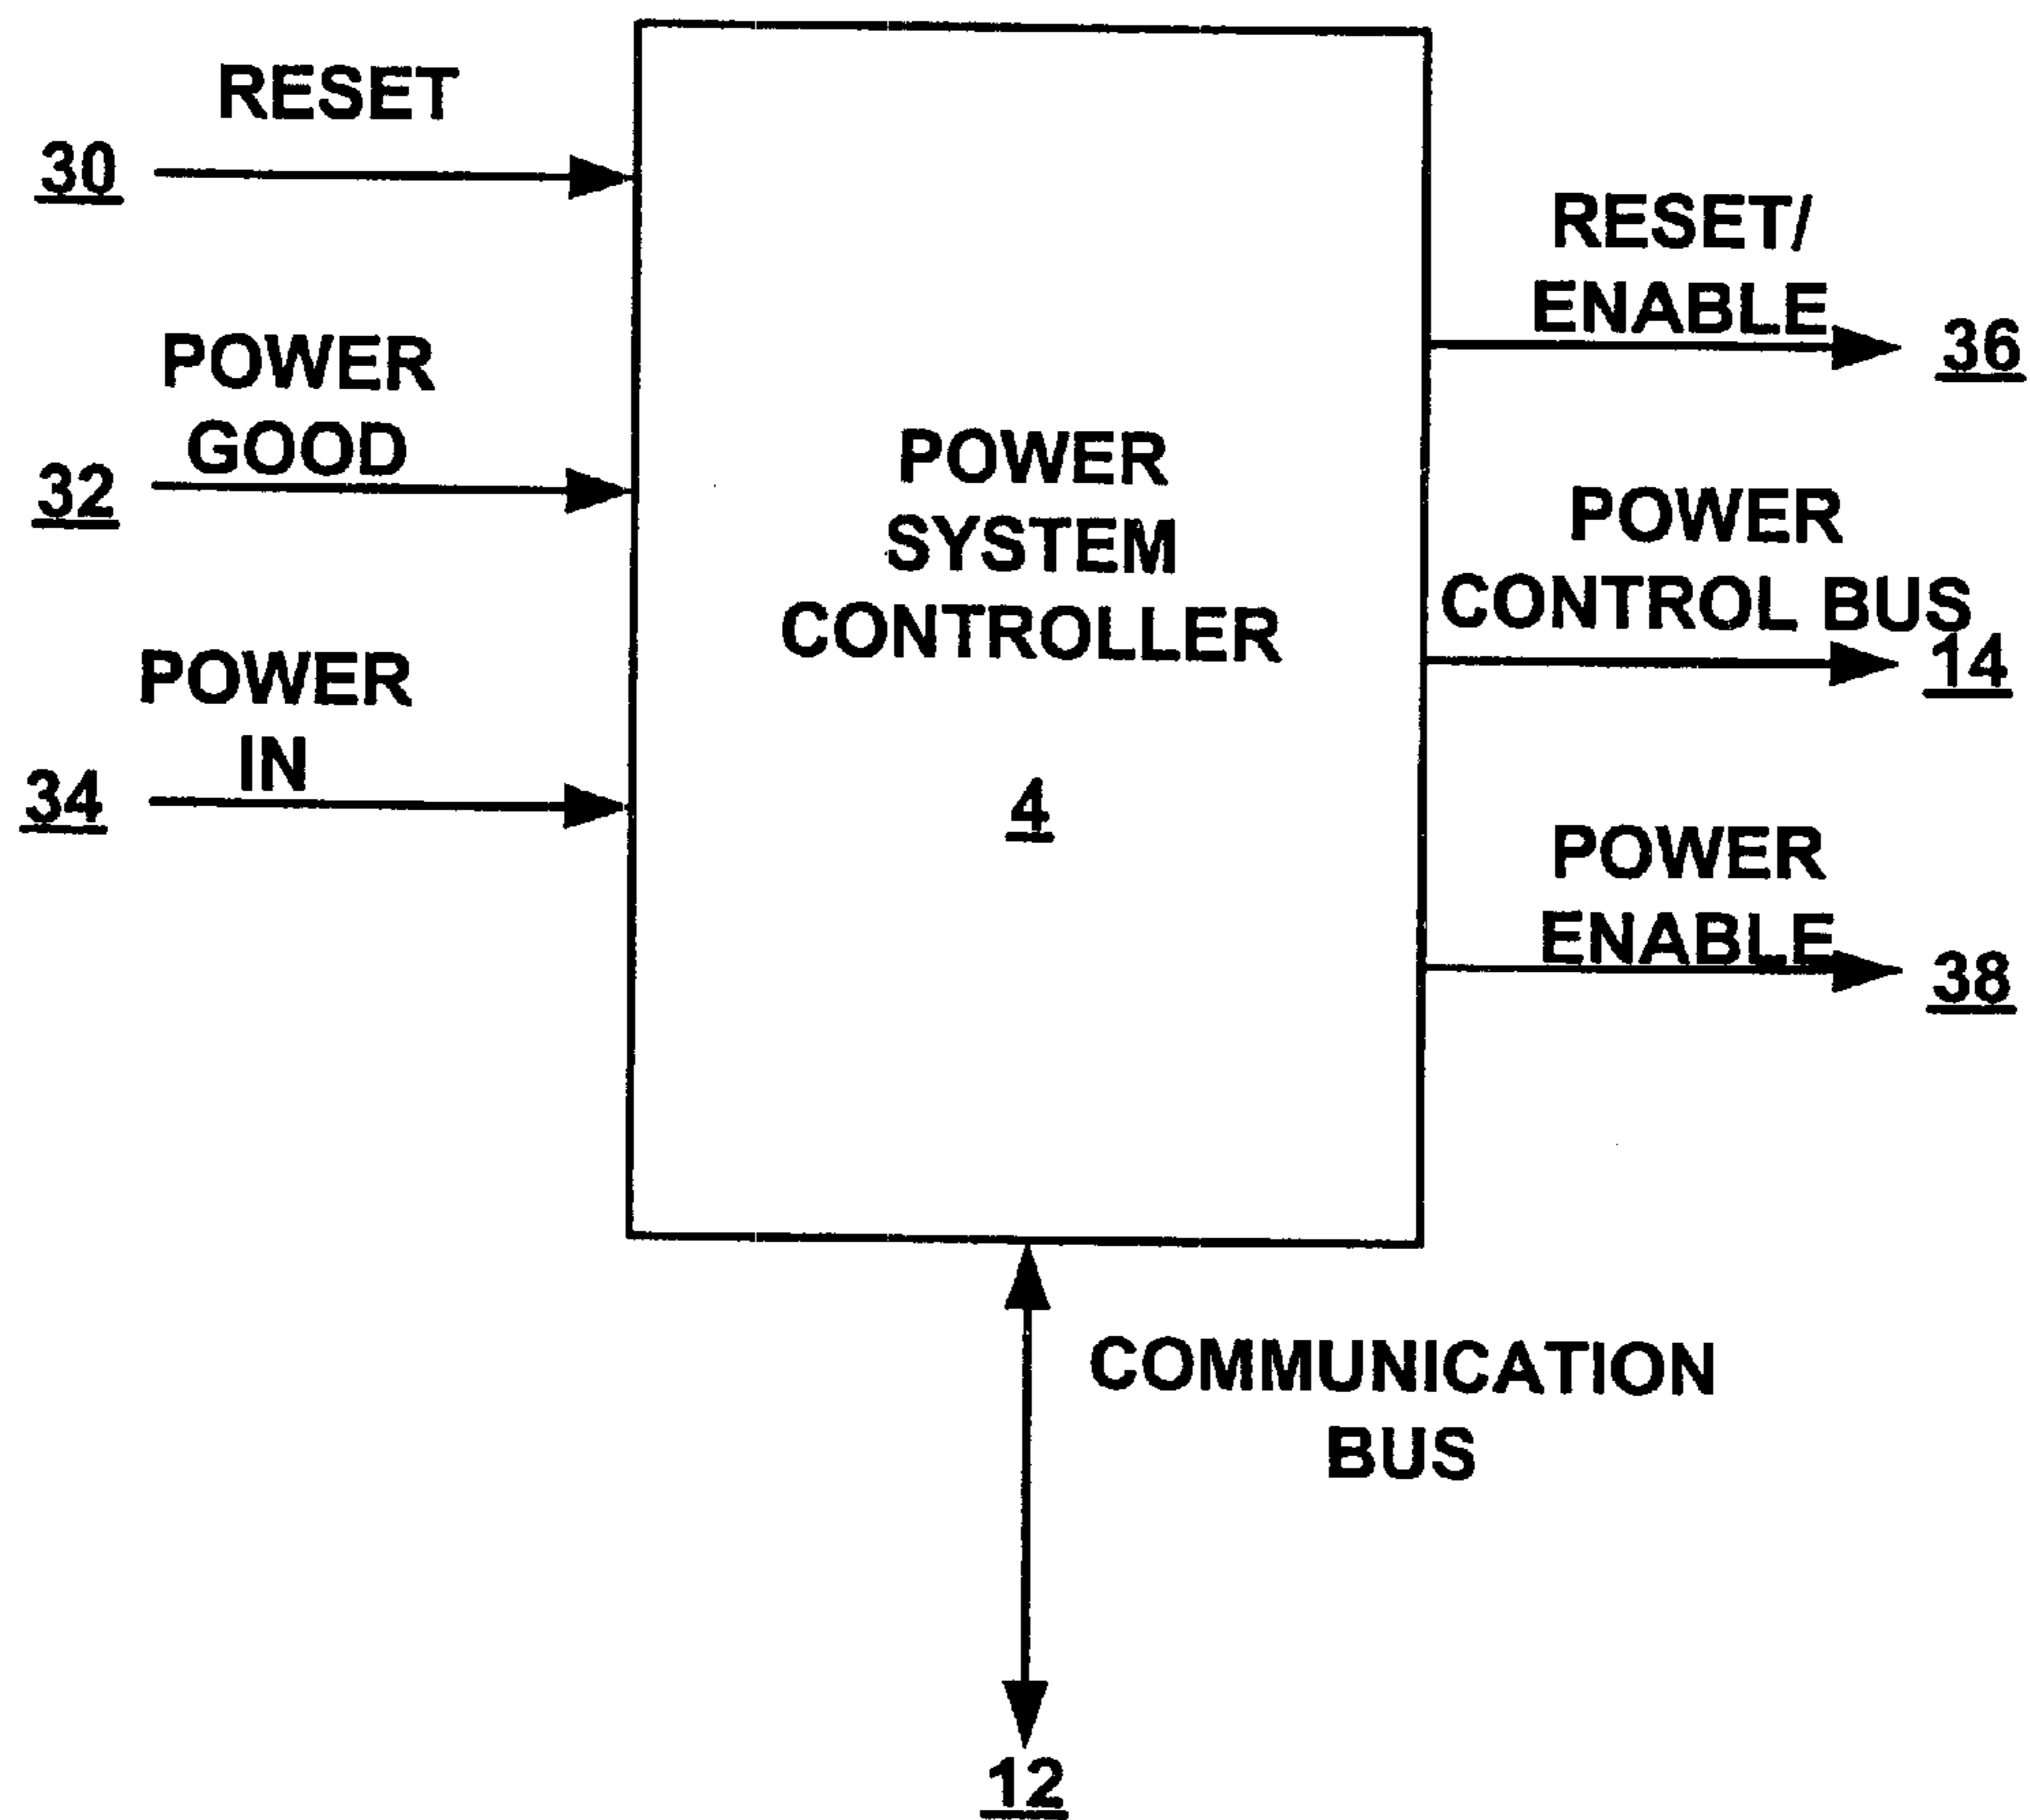 RESET
30
POWER
GOOD
32
POWER
IN
34
POWER
SYSTEM
CONTROLLER
4
RESET/
ENABLE
36
POWER
CONTROL BUS
14
POWER
ENABLE
38
COMMUNICATION
BUS
12